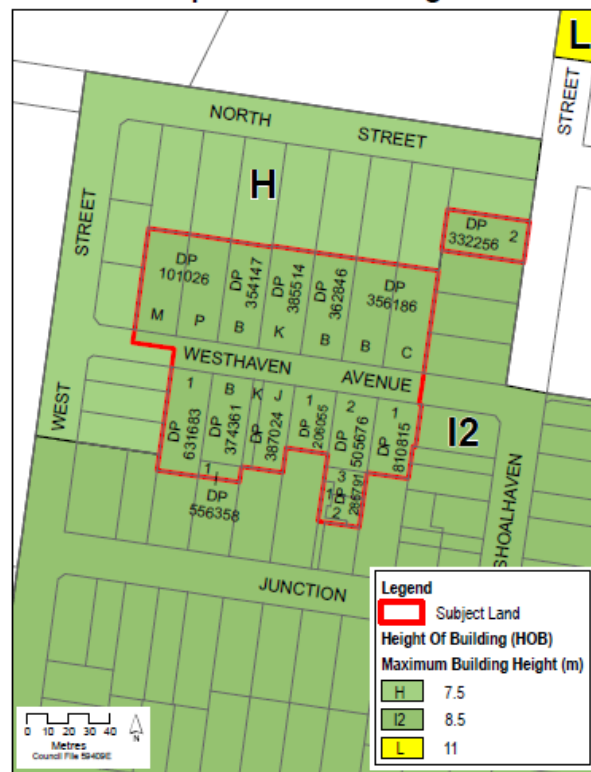 L
NORTH STREET
STREET
H
STREET
DP
332256
2
DP
101026
DP
354147
DP
385514
DP
362846
DP
356186
M
P
B
K
B
B
C
WESTHAVEN AVENUE
WEST
1
DP
631683
B
DP
374361
K
J
DP
387024
1
DP
206055
2
DP
505676
1
DP
810815
I2
1
DP
556358
3
1
DP
285791
2
SHOALHAVEN
JUNCTION
Legend
Subject Land
Height Of Building (HOB)
Maximum Building Height (m)
H 7.5
I2 8.5
L 11
0 10 20 30 40
Metres
N